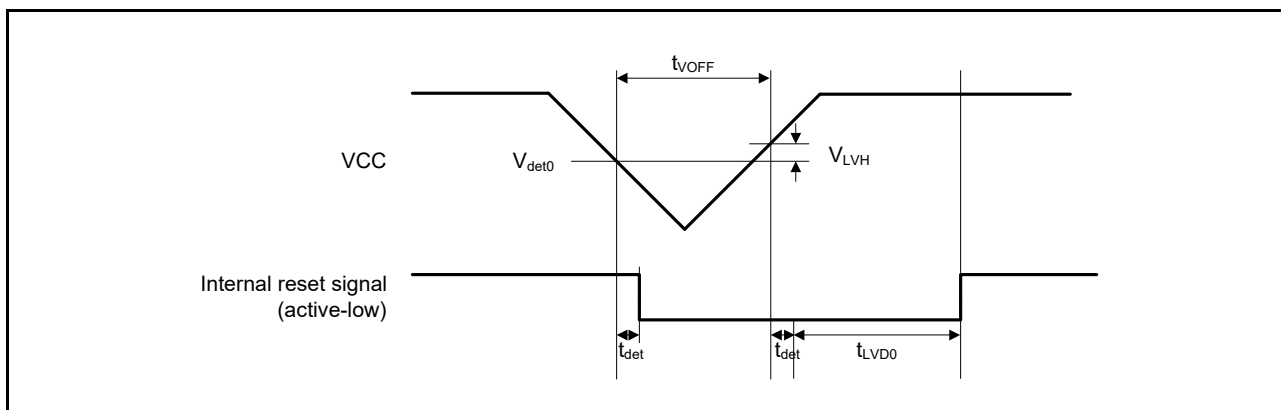 tVOFF
VCC
Vdet0
VLVH
Internal reset signal
(active-low)
tdet
tdet
tLVD0